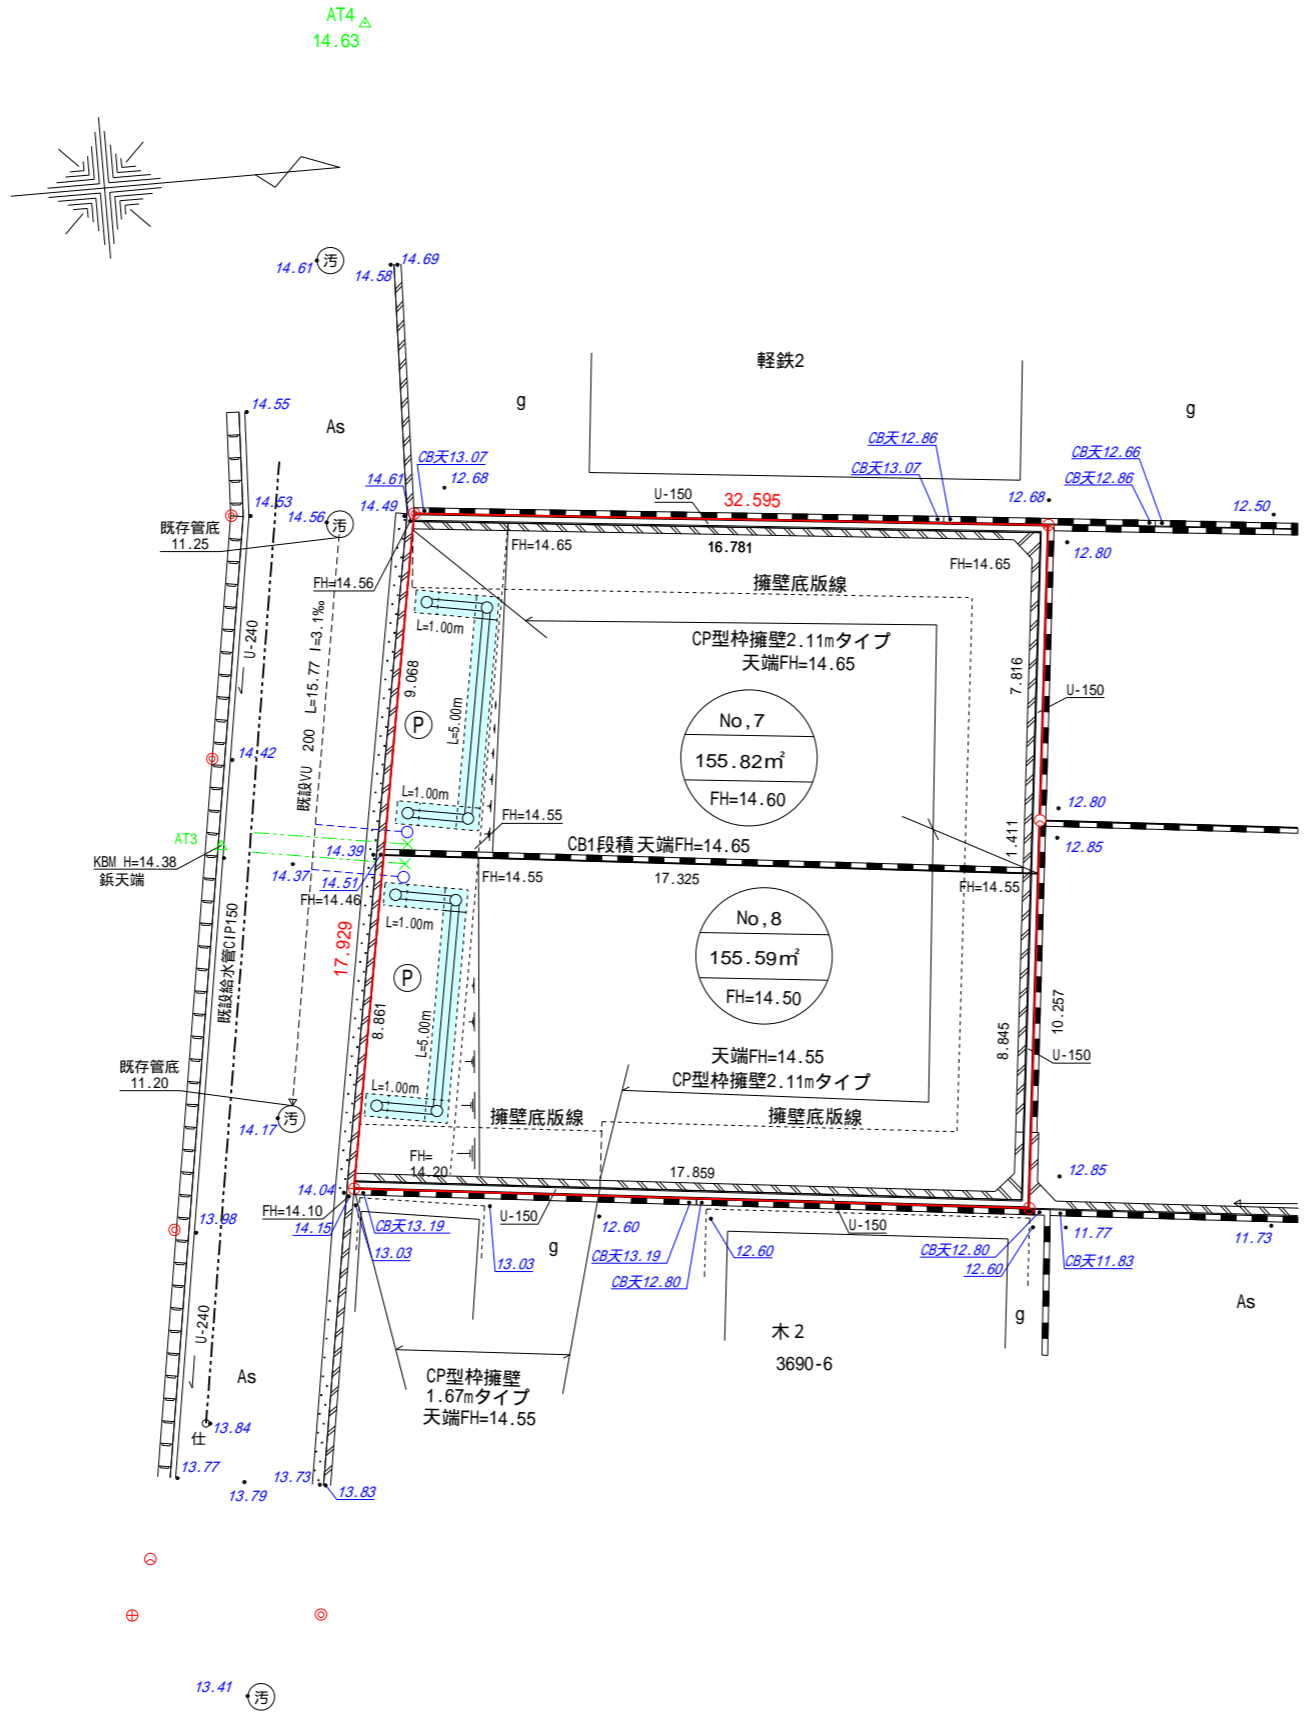 AT4
14.63
汚
14.61
14.58
14.69
軽鉄2
g
g
14.55
As
CB天13.07
12.68
14.61
14.49
CB天12.86
CB天13.07
CB天12.66
CB天12.86
12.68
12.50
U-150
32.595
14.53
14.56
汚
既存管底
11.25
12.80
FH=14.65
16.781
FH=14.65
FH=14.56
擁壁底版線
L=1.00m
CP型枠擁壁2.11mタイプ
天端FH=14.65
U-240
既設VU 200 L=15.77 I=3.1‰
9.068
7.816
U-150
P
L=5.00m
No,7
155.82㎡
FH=14.60
14.42
L=1.00m
12.80
FH=14.55
AT3
KBM H=14.38
鋲天端
14.39
CB1段積 天端FH=14.65
1.411
12.85
14.37
14.51
FH=14.46
FH=14.55
17.325
FH=14.55
L=1.00m
No,8
155.59㎡
FH=14.50
17.929
既設給水管CIP150
P
8.861
L=5.00m
8.845
10.257
U-150
既存管底
11.20
天端FH=14.55
CP型枠擁壁2.11mタイプ
L=1.00m
擁壁底版線
擁壁底版線
14.17
汚
FH=
14.20
17.859
12.85
14.04
FH=14.10
14.15
CB天13.19
13.03
U-150
13.03
g
12.60
CB天13.19
CB天12.80
12.60
U-150
CB天12.80
12.60
11.77
CB天11.83
11.73
13.98
U-240
g
As
木2
3690-6
As
CP型枠擁壁
1.67mタイプ
天端FH=14.55
13.84
仕
13.77
13.79
13.73
13.83
13.41
汚